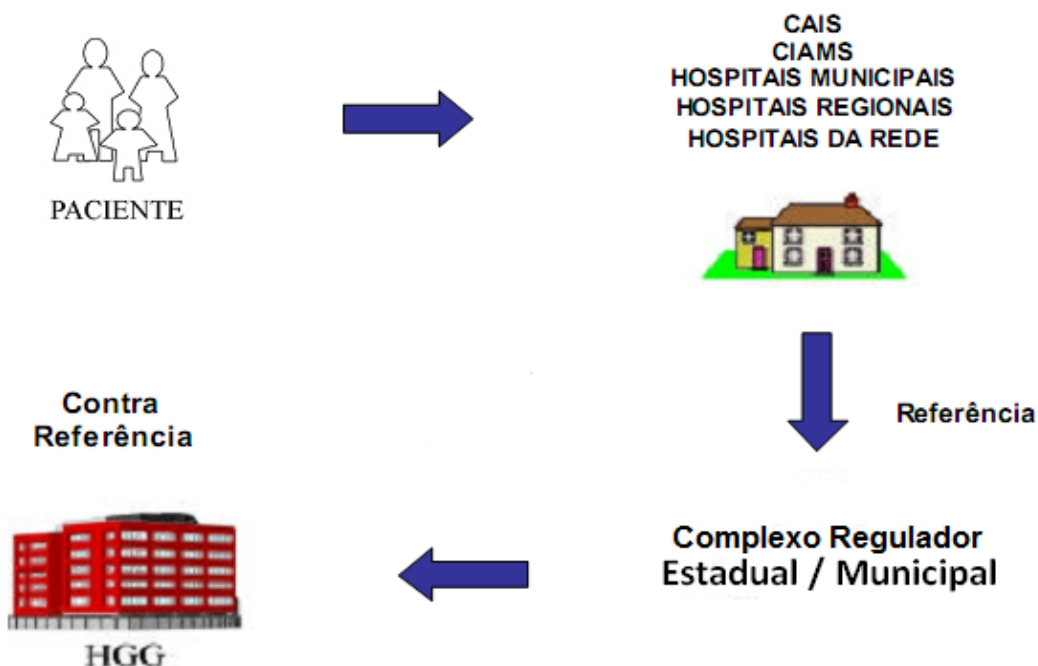 PACIENTE
CAIS
CIAMS
HOSPITAIS MUNICIPAIS
HOSPITAIS REGIONAIS
HOSPITAIS DA REDE
Referência
Complexo Regulador
Estadual / Municipal
Contra
Referência
HGG